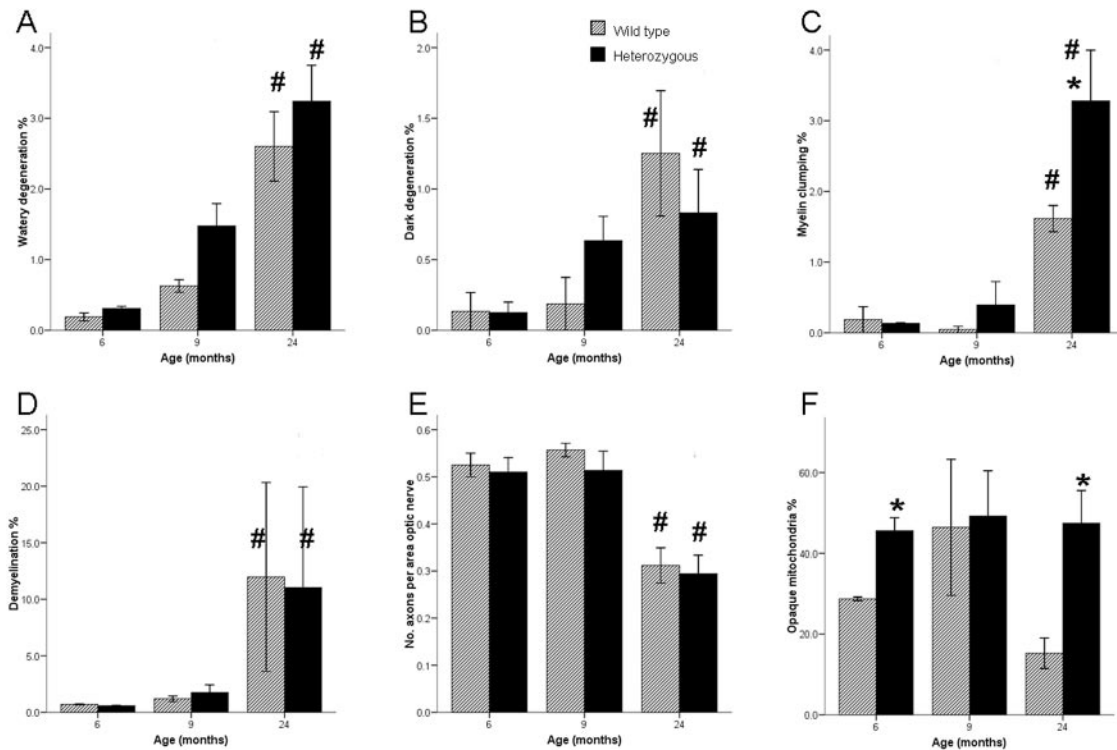 A
Watery degeneration %
4.0
3.0
2.0
1.0
0.0
# #
6 9 24
Age (months)
B
Wild type
Heterozygous
Dark degeneration %
2.0
1.5
1.0
0.5
0.0
# #
6 9 24
Age (months)
C
Myelin clumping %
4.0
3.0
2.0
1.0
0.0
#
*
#
6 9 24
Age (months)
D
Demyelination %
25.0
20.0
15.0
10.0
5.0
0.0
# #
6 9 24
Age (months)
E
No. axons per area optic nerve
0.6
0.5
0.4
0.3
0.2
0.1
0.0
# #
6 9 24
Age (months)
F
Opaque mitochondria %
60.0
40.0
20.0
0.0
* *
6 9 24
Age (months)